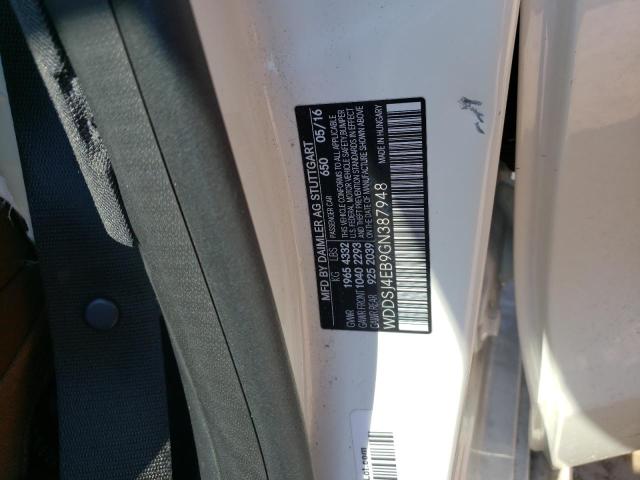 MFD BY DAIMLER AG STUTTGART
PASSENGER CAR 650 05/16
KG LBS
GVWR 1965 4332
GAWR FRONT 1040 2293
GAWR REAR 925 2039
THIS VEHICLE CONFORMS TO ALL APPLICABLE
U.S. FEDERAL MOTOR VEHICLE SAFETY, BUMPER
AND THEFT PREVENTION STANDARDS IN EFFECT
ON THE DATE OF MANUFACTURE SHOWN ABOVE.
MADE IN HUNGARY
WDDSJ4EB9GN387948